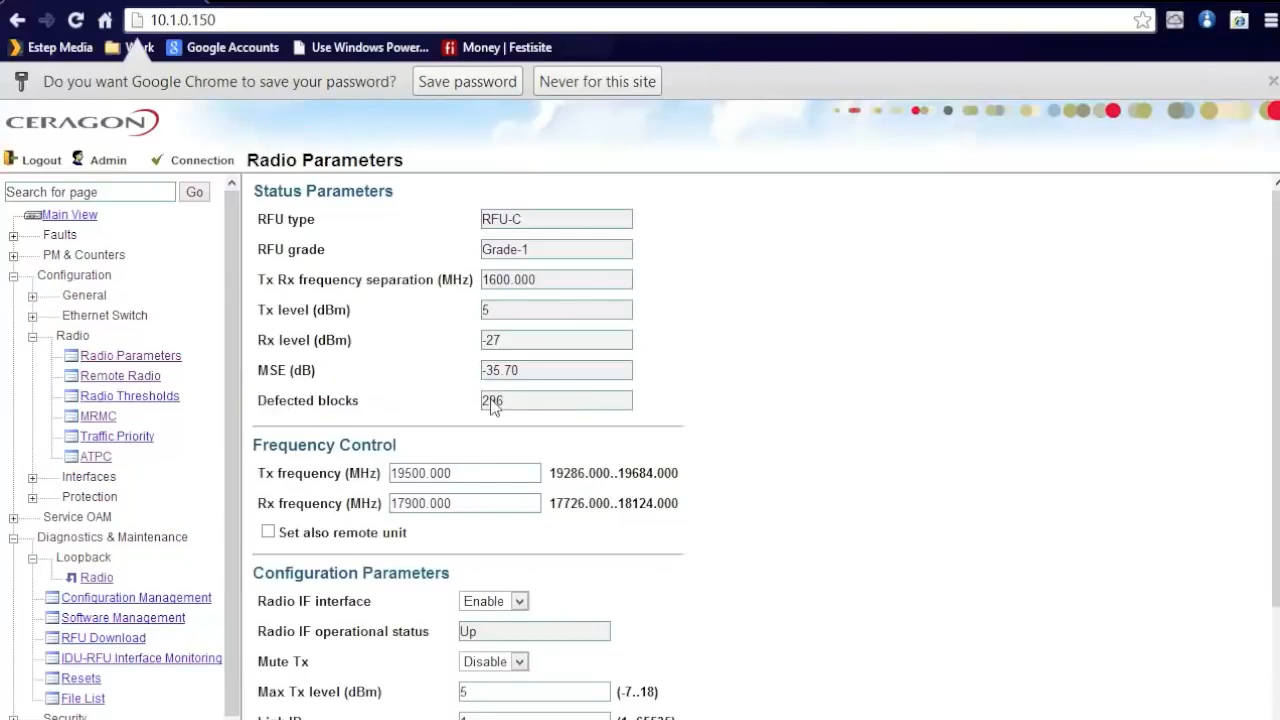 10.1.0.150
Estep Media Work Google Accounts Use Windows Power... Money | Festisite
Do you want Google Chrome to save your password? Save password Never for this site
CERAGON
Logout Admin Connection Radio Parameters
Search for page Go
Main View
Faults
PM & Counters
Configuration
General
Ethernet Switch
Radio
Radio Parameters
Remote Radio
Radio Thresholds
MRMC
Traffic Priority
ATPC
Interfaces
Protection
Service OAM
Diagnostics & Maintenance
Loopback
Radio
Configuration Management
Software Management
RFU Download
IDU-RFU Interface Monitoring
Resets
File List
Security
Status Parameters
RFU type RFU-C
RFU grade Grade-1
Tx Rx frequency separation (MHz) 1600.000
Tx level (dBm) 5
Rx level (dBm) -27
MSE (dB) -35.70
Defected blocks
Frequency Control
Tx frequency (MHz) 19500.000 19286.000..19684.000
Rx frequency (MHz) 17900.000 17726.000..18124.000
Set also remote unit
Configuration Parameters
Radio IF interface Enable
Radio IF operational status Up
Mute Tx Disable
Max Tx level (dBm) 5 (-7..18)
Link ID 1 (1..65535)